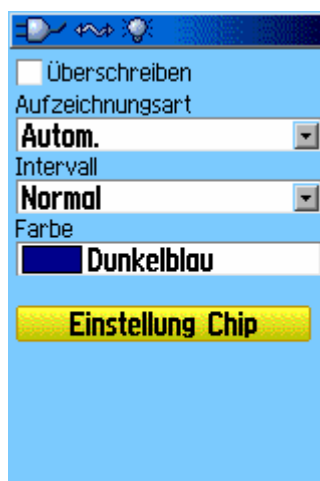 Überschreiben
Aufzeichnungsart
Autom.
Intervall
Normal
Farbe
Dunkelblau
Einstellung Chip